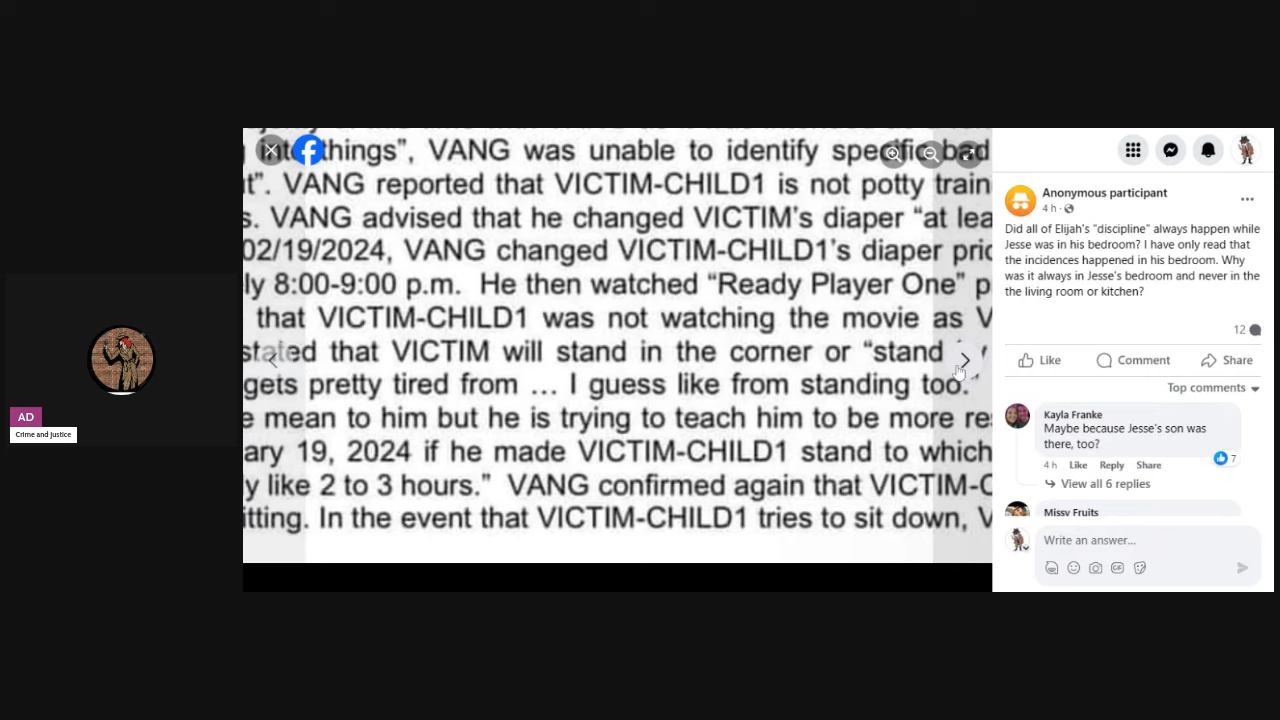 into things", VANG was unable to identify specific bad
t". VANG reported that VICTIM-CHILD1 is not potty train
s. VANG advised that he changed VICTIM's diaper "at lea
02/19/2024, VANG changed VICTIM-CHILD1's diaper pric
ly 8:00-9:00 p.m. He then watched "Ready Player One" p
that VICTIM-CHILD1 was not watching the movie as V
stated that VICTIM will stand in the corner or "stand
gets pretty tired from … I guess like from standing too."
e mean to him but he is trying to teach him to be more res
ary 19, 2024 if he made VICTIM-CHILD1 stand to which
y like 2 to 3 hours." VANG confirmed again that VICTIM-C
itting. In the event that VICTIM-CHILD1 tries to sit down, V
AD
Crime and Justice
Anonymous participant
4 h ·
Did all of Elijah's "discipline" always happen while
Jesse was in his bedroom? I have only read that
the incidences happened in his bedroom. Why
was it always in Jesse's bedroom and never in the
the living room or kitchen?
12
Like Comment Share
Top comments
Kayla Franke
Maybe because Jesse's son was
there, too?
7
4 h Like Reply Share
View all 6 replies
Missy Fruits
Write an answer...
GIF